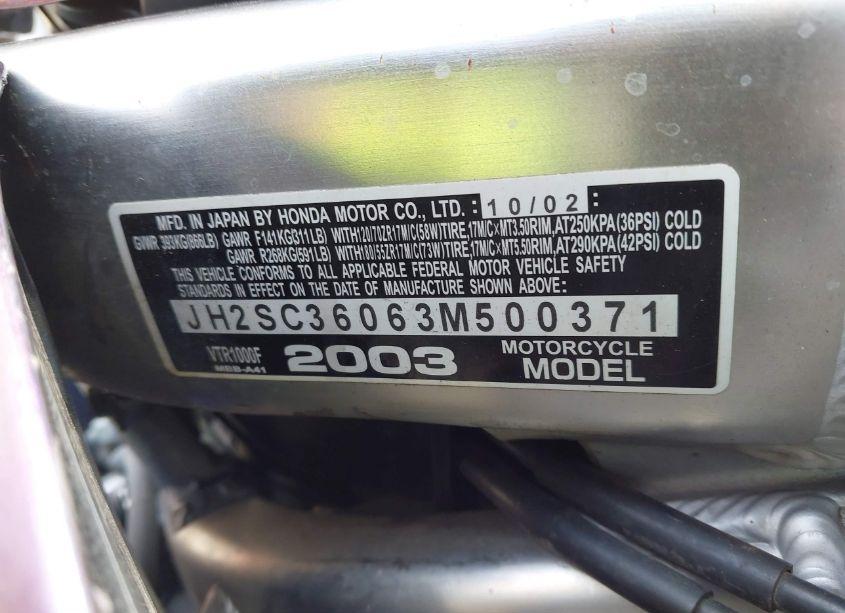 MFD. IN JAPAN BY HONDA MOTOR CO., LTD. : 10/02 :
GVWR 393KG(866LB) GAWR F141KG(311LB) WITH120/70ZR17M/C(58W)TIRE,17M/C×MT3.50RIM,AT250KPA(36PSI) COLD
GAWR R268KG(591LB) WITH180/55ZR17M/C(73W)TIRE,17M/C×MT5.50RIM,AT290KPA(42PSI) COLD
THIS VEHICLE CONFORMS TO ALL APPLICABLE FEDERAL MOTOR VEHICLE SAFETY
STANDARDS IN EFFECT ON THE DATE OF MANUFACTURE SHOWN ABOVE:
JH2SC36063M500371
VTR1000F 2003 MOTORCYCLE
MBB-A41 MODEL